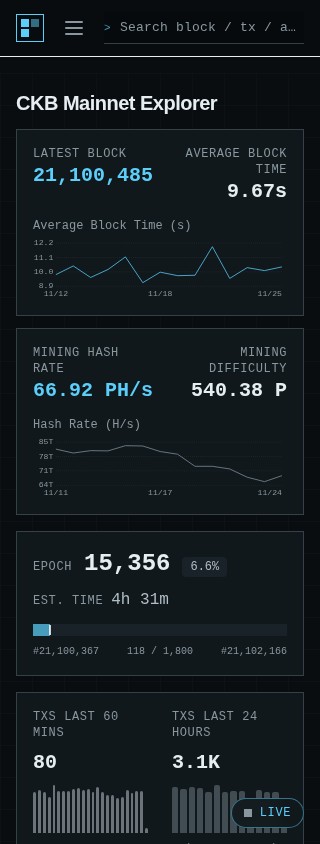 > Search block / tx / a…
CKB Mainnet Explorer
LATEST BLOCK
21,100,485
AVERAGE BLOCK
TIME
9.67s
Average Block Time (s)
12.2
11.1
10.0
8.9
11/12 11/18 11/25
MINING HASH
RATE
66.92 PH/s
MINING
DIFFICULTY
540.38 P
Hash Rate (H/s)
85T
78T
71T
64T
11/11 11/17 11/24
EPOCH 15,356 6.6%
EST. TIME 4h 31m
#21,100,367 118 / 1,800 #21,102,166
TXS LAST 60
MINS
80
TXS LAST 24
HOURS
3.1K
LIVE